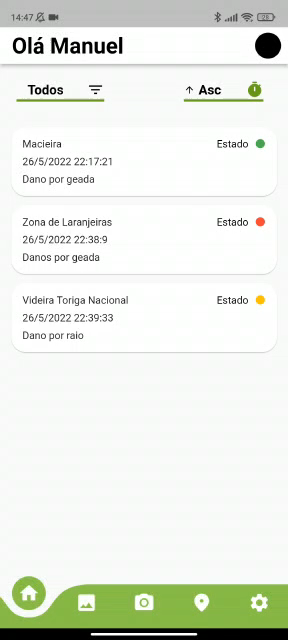 14:47
28
Olá Manuel
Todos
Asc
Macieira
Estado
26/5/2022 22:17:21
Dano por geada
Zona de Laranjeiras
Estado
26/5/2022 22:38:9
Danos por geada
Videira Toriga Nacional
Estado
26/5/2022 22:39:33
Dano por raio